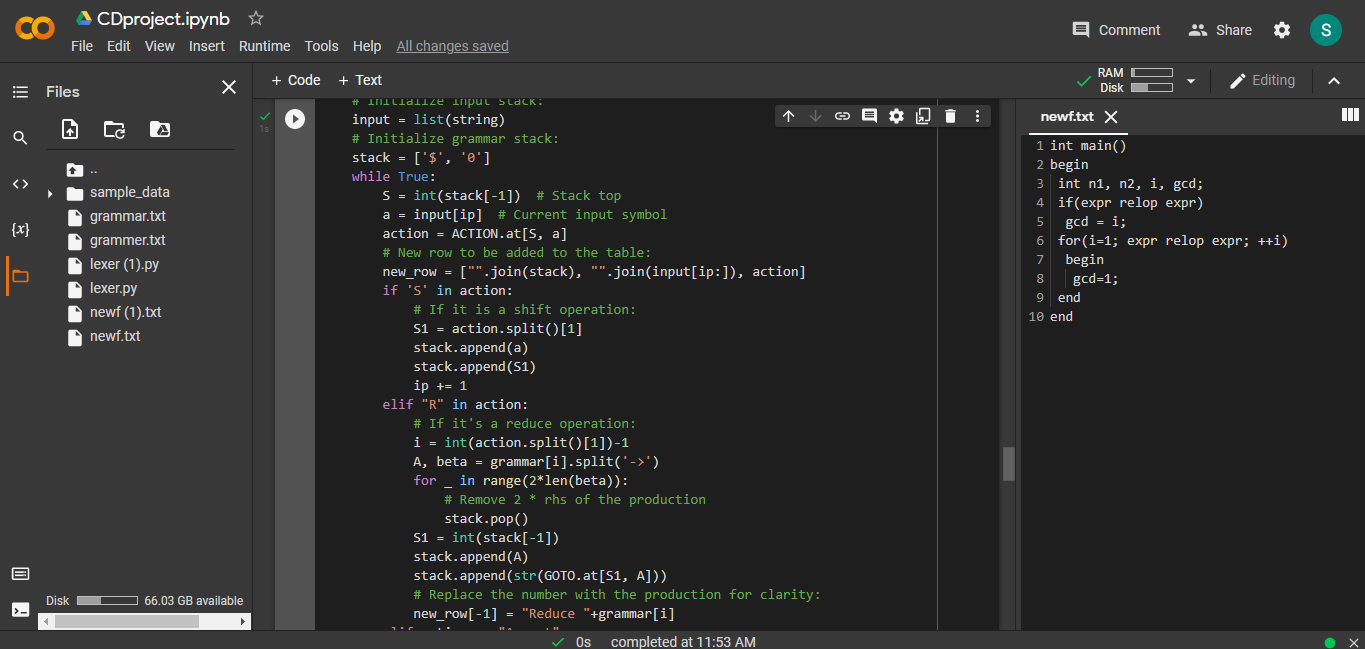 CDproject.ipynb
File Edit View Insert Runtime Tools Help All changes saved
Comment
Share
S
Files
+ Code + Text
RAM
Disk
Editing
..
sample_data
grammar.txt
grammer.txt
lexer (1).py
lexer.py
newf (1).txt
newf.txt
Disk 66.03 GB available
1s
# Initialize input stack:
input = list(string)
# Initialize grammar stack:
stack = ['$', '0']
while True:
S = int(stack[-1])  # Stack top
a = input[ip]  # Current input symbol
action = ACTION.at[S, a]
# New row to be added to the table:
new_row = ["".join(stack), "".join(input[ip:]), action]
if 'S' in action:
# If it is a shift operation:
S1 = action.split()[1]
stack.append(a)
stack.append(S1)
ip += 1
elif "R" in action:
# If it's a reduce operation:
i = int(action.split()[1])-1
A, beta = grammar[i].split('->')
for _ in range(2*len(beta)):
# Remove 2 * rhs of the production
stack.pop()
S1 = int(stack[-1])
stack.append(A)
stack.append(str(GOTO.at[S1, A]))
# Replace the number with the production for clarity:
new_row[-1] = "Reduce "+grammar[i]
newf.txt
1 int main()
2 begin
3 int n1, n2, i, gcd;
4 if(expr relop expr)
5 gcd = i;
6 for(i=1; expr relop expr; ++i)
7 begin
8 gcd=1;
9 end
10 end
0s completed at 11:53 AM